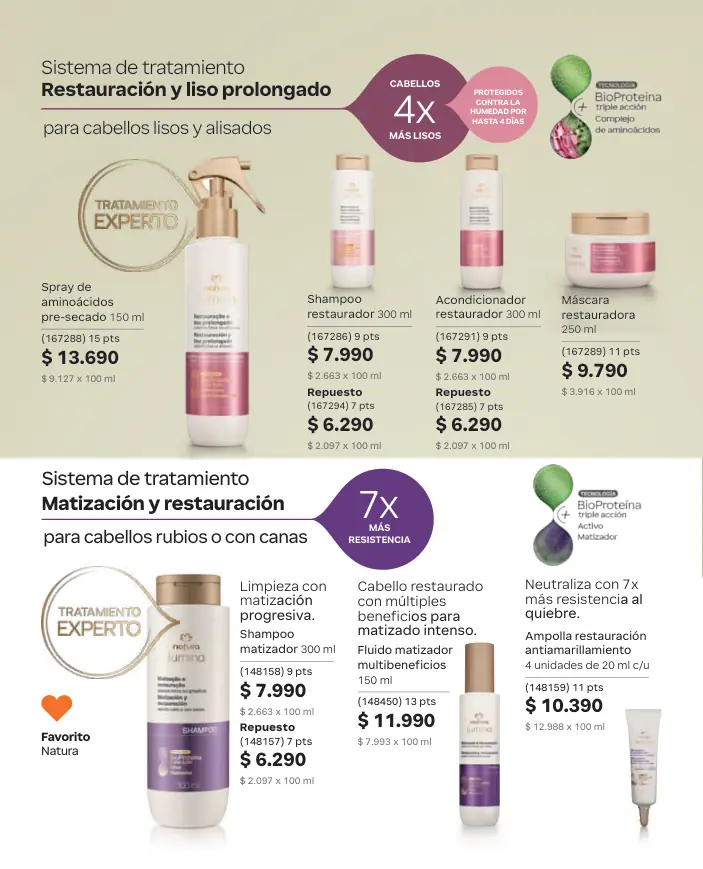 Sistema de tratamiento
Restauración y liso prolongado
para cabellos lisos y alisados
CABELLOS
4x
MÁS LISOS
PROTEGIDOS
CONTRA LA
HUMEDAD POR
HASTA 4 DÍAS
TECNOLOGÍA
BioProteína
triple acción
+
Complejo
de aminoácidos
TRATAMIENTO
EXPERTO
Spray de
aminoácidos
pre-secado 150 ml
(167288) 15 pts
$ 13.690
$ 9.127 x 100 ml
natura
lumina
Shampoo
restaurador 300 ml
(167286) 9 pts
$ 7.990
$ 2.663 x 100 ml
Repuesto
(167294) 7 pts
$ 6.290
$ 2.097 x 100 ml
Acondicionador
restaurador 300 ml
(167291) 9 pts
$ 7.990
$ 2.663 x 100 ml
Repuesto
(167285) 7 pts
$ 6.290
$ 2.097 x 100 ml
Máscara
restauradora
250 ml
(167289) 11 pts
$ 9.790
$ 3.916 x 100 ml
Sistema de tratamiento
Matización y restauración
para cabellos rubios o con canas
7x
MÁS
RESISTENCIA
TECNOLOGÍA
BioProteína
triple acción
+
Activo
Matizador
TRATAMIENTO
EXPERTO
Favorito
Natura
natura
lumina
SHAMPOO
BioProteína
300 ml
Limpieza con
matización
progresiva.
Shampoo
matizador 300 ml
(148158) 9 pts
$ 7.990
$ 2.663 x 100 ml
Repuesto
(148157) 7 pts
$ 6.290
$ 2.097 x 100 ml
Cabello restaurado
con múltiples
beneficios para
matizado intenso.
Fluido matizador
multibeneficios
150 ml
(148450) 13 pts
$ 11.990
$ 7.993 x 100 ml
Neutraliza con 7x
más resistencia al
quiebre.
Ampolla restauración
antiamarillamiento
4 unidades de 20 ml c/u
(148159) 11 pts
$ 10.390
$ 12.988 x 100 ml